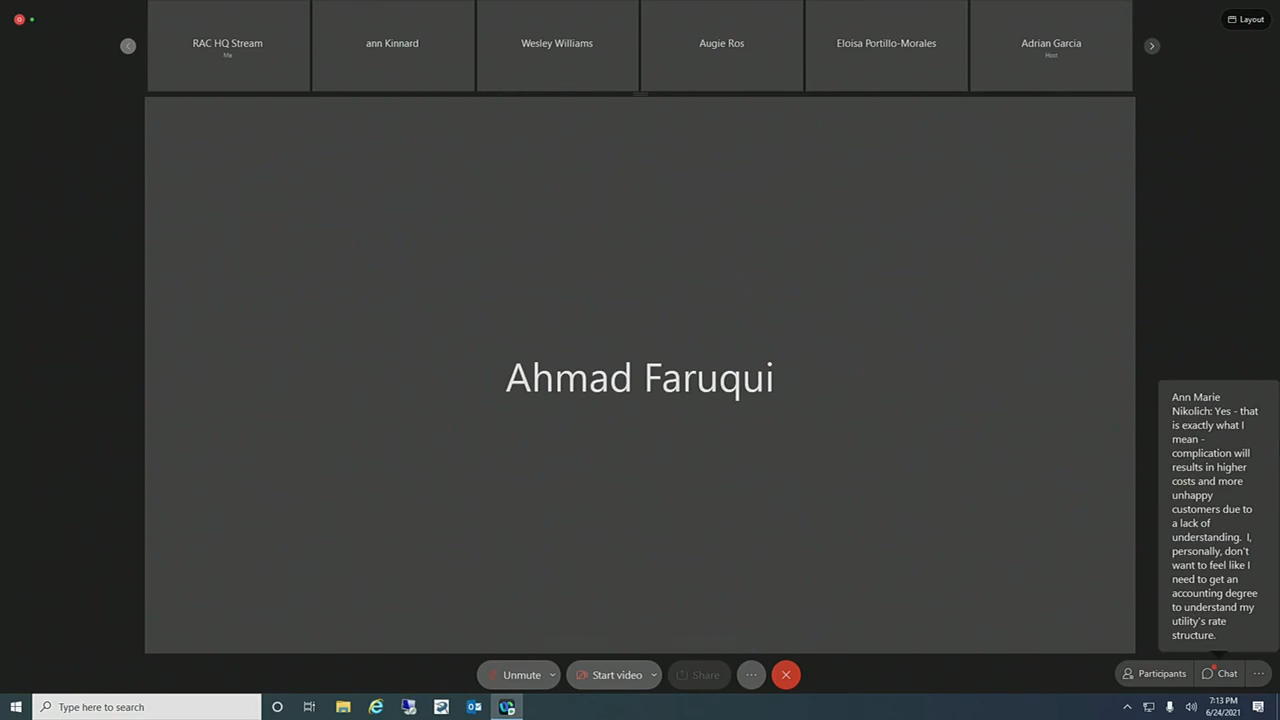 Layout
RAC HQ Stream
Me
ann Kinnard
Wesley Williams
Augie Ros
Eloisa Portillo-Morales
Adrian Garcia
Host
Ahmad Faruqui
Ann Marie
Nikolich: Yes - that
is exactly what I
mean -
complication will
results in higher
costs and more
unhappy
customers due to
a lack of
understanding. I,
personally, don't
want to feel like I
need to get an
accounting degree
to understand my
utility's rate
structure.
Unmute
Start video
Share
Participants
Chat
Type here to search
7:13 PM
6/24/2021